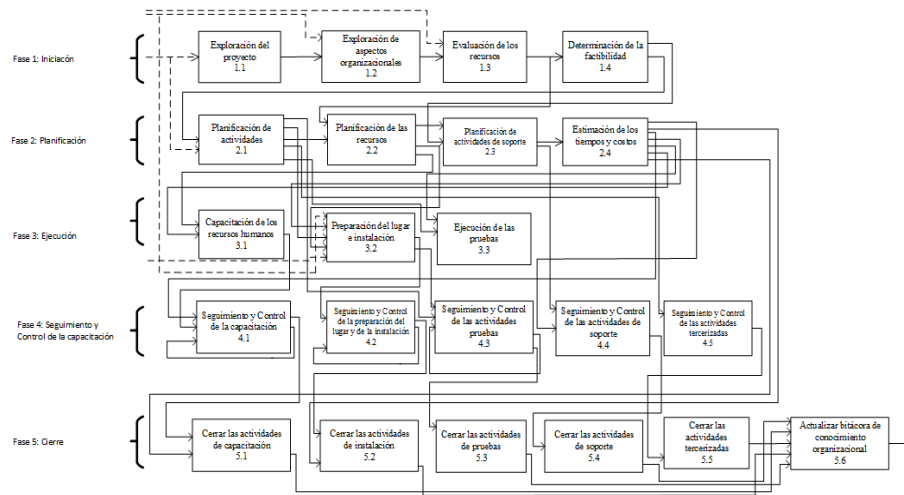 Fase 1: Iniciacón
Exploración del
proyecto
1.1
Exploración de
aspectos
organizacionales
1.2
Evaluación de los
recursos
1.3
Determinación de la
factibilidad
1.4
Fase 2: Planificación
Planificación de
actividades
2.1
Planificación de las
recursos
2.2
Planificación de
actividades de soporte
2.3
Estimación de los
tiempos y costos
2.4
Fase 3: Ejecución
Capacitación de los
recursos humanos
3.1
Preparación del lugar
e instalación
3.2
Ejecución de las
pruebas
3.3
Fase 4: Seguimiento y
Control de la capacitación
Seguimiento y Control
de la capacitación
4.1
Seguimiento y Control
de la preparación del
lugar y de la instalación
4.2
Seguimiento y Control
de las actividades
pruebas
4.3
Seguimiento y Control
de las actividades de
soporte
4.4
Seguimiento y Control
de las actividades
tercerizadas
4.5
Fase 5: Cierre
Cerrar las actividades
de capacitación
5.1
Cerrar las actividades
de instalación
5.2
Cerrar las actividades
de pruebas
5.3
Cerrar las actividades
de soporte
5.4
Cerrar las
actividades
tercerizadas
5.5
Actualizar bitácora de
conocimiento
organizacional
5.6